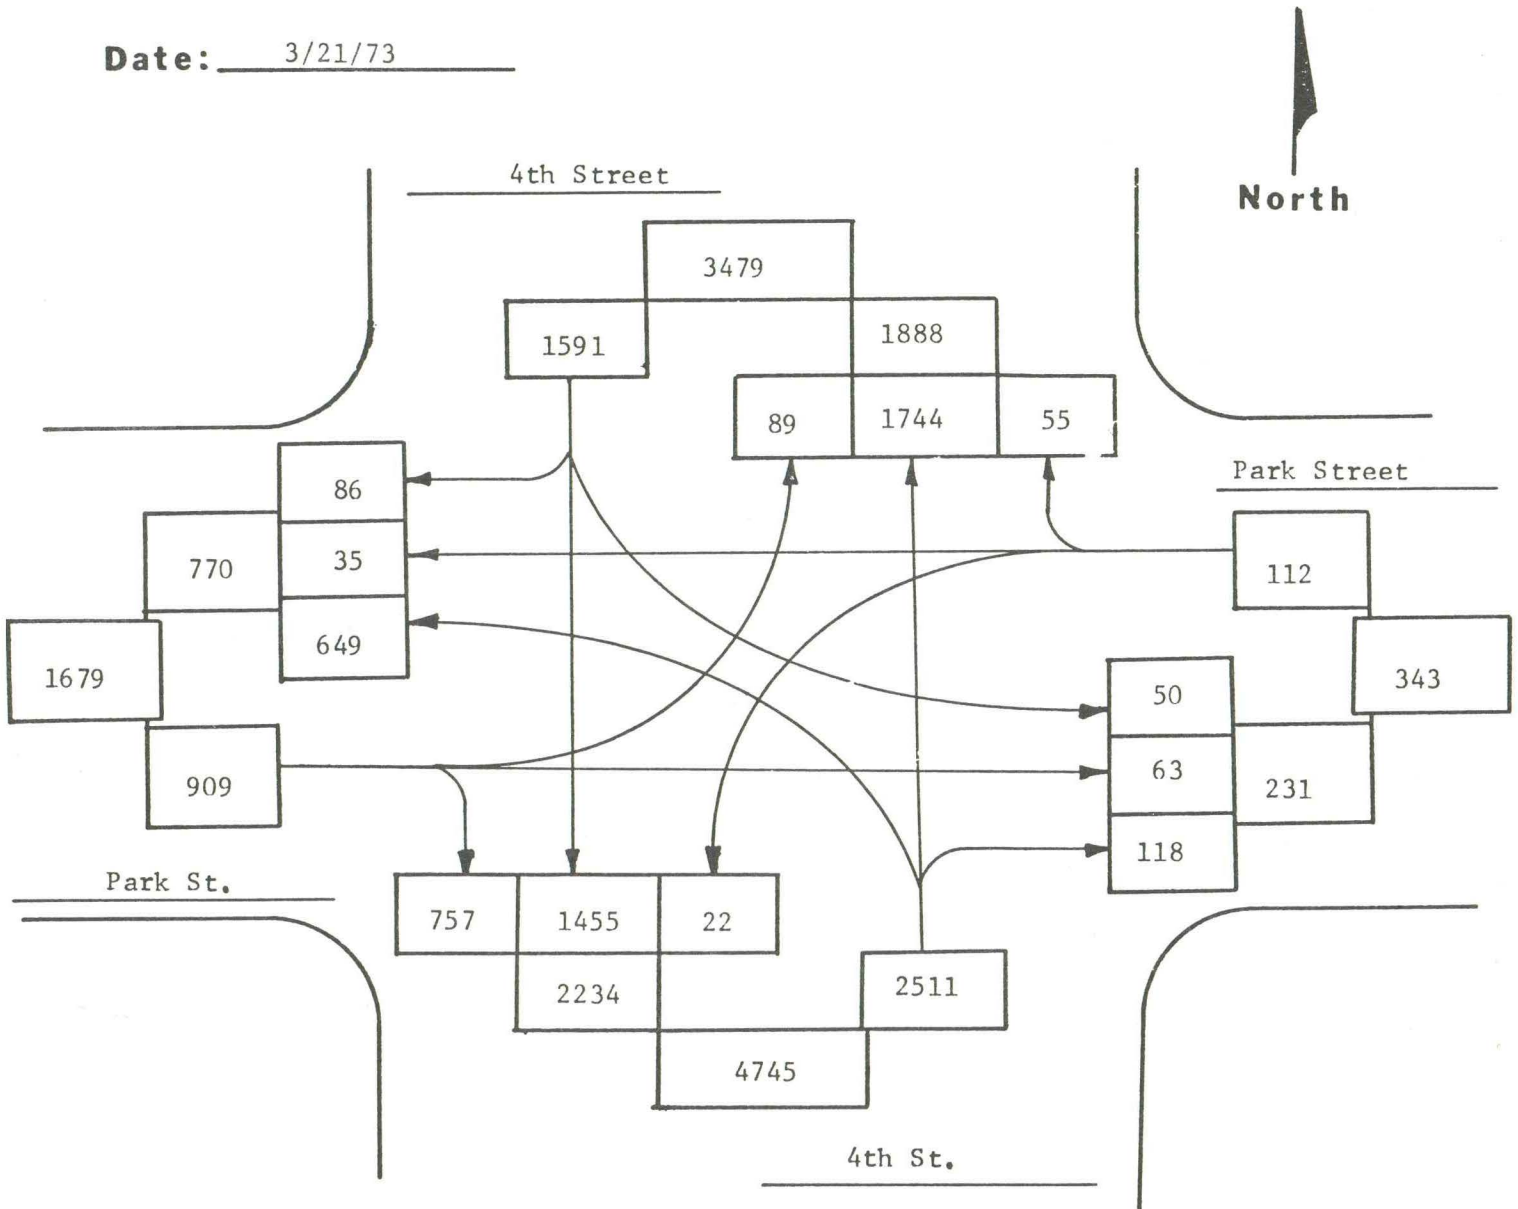 Date: 3/21/73
North
4th Street
3479
1591
1888
89 1744 55
Park Street
86
35
649
770
1679
909
112
343
50
63
118
231
Park St.
757 1455 22
2234
2511
4745
4th St.